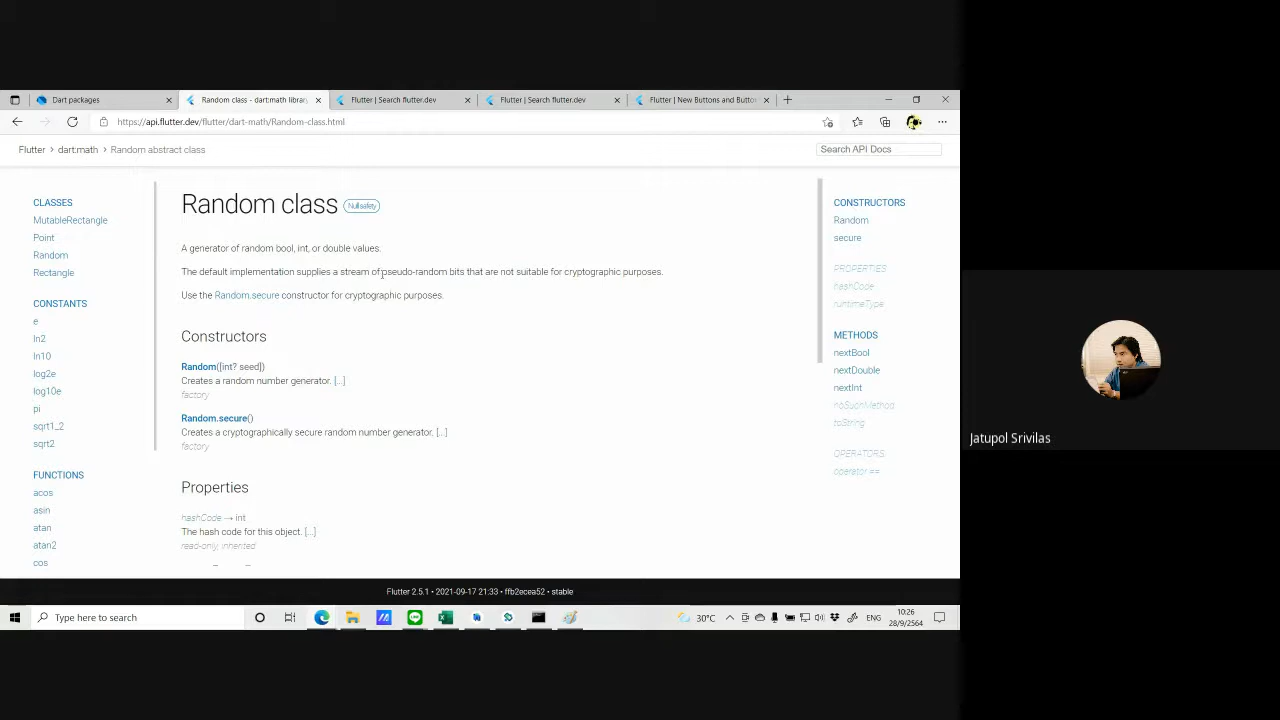 Dart packages
Random class - dart:math library
Flutter | Search flutter.dev
Flutter | Search flutter.dev
Flutter | New Buttons and Button
https://api.flutter.dev/flutter/dart-math/Random-class.html
Flutter > dart:math > Random abstract class
Search API Docs
CLASSES
MutableRectangle
Point
Random
Rectangle
CONSTANTS
e
ln2
ln10
log2e
log10e
pi
sqrt1_2
sqrt2
FUNCTIONS
acos
asin
atan
atan2
cos
Random class Null safety
A generator of random bool, int, or double values.
The default implementation supplies a stream of pseudo-random bits that are not suitable for cryptographic purposes.
Use the Random.secure constructor for cryptographic purposes.
Constructors
Random([int? seed])
Creates a random number generator. [...]
factory
Random.secure()
Creates a cryptographically secure random number generator. [...]
factory
Properties
hashCode → int
The hash code for this object. [...]
read-only, inherited
CONSTRUCTORS
Random
secure
PROPERTIES
hashCode
runtimeType
METHODS
nextBool
nextDouble
nextInt
noSuchMethod
toString
OPERATORS
operator ==
Flutter 2.5.1 • 2021-09-17 21:33 • ffb2ecea52 • stable
Type here to search
30°C
ENG
10:26
28/9/2564
Jatupol Srivilas